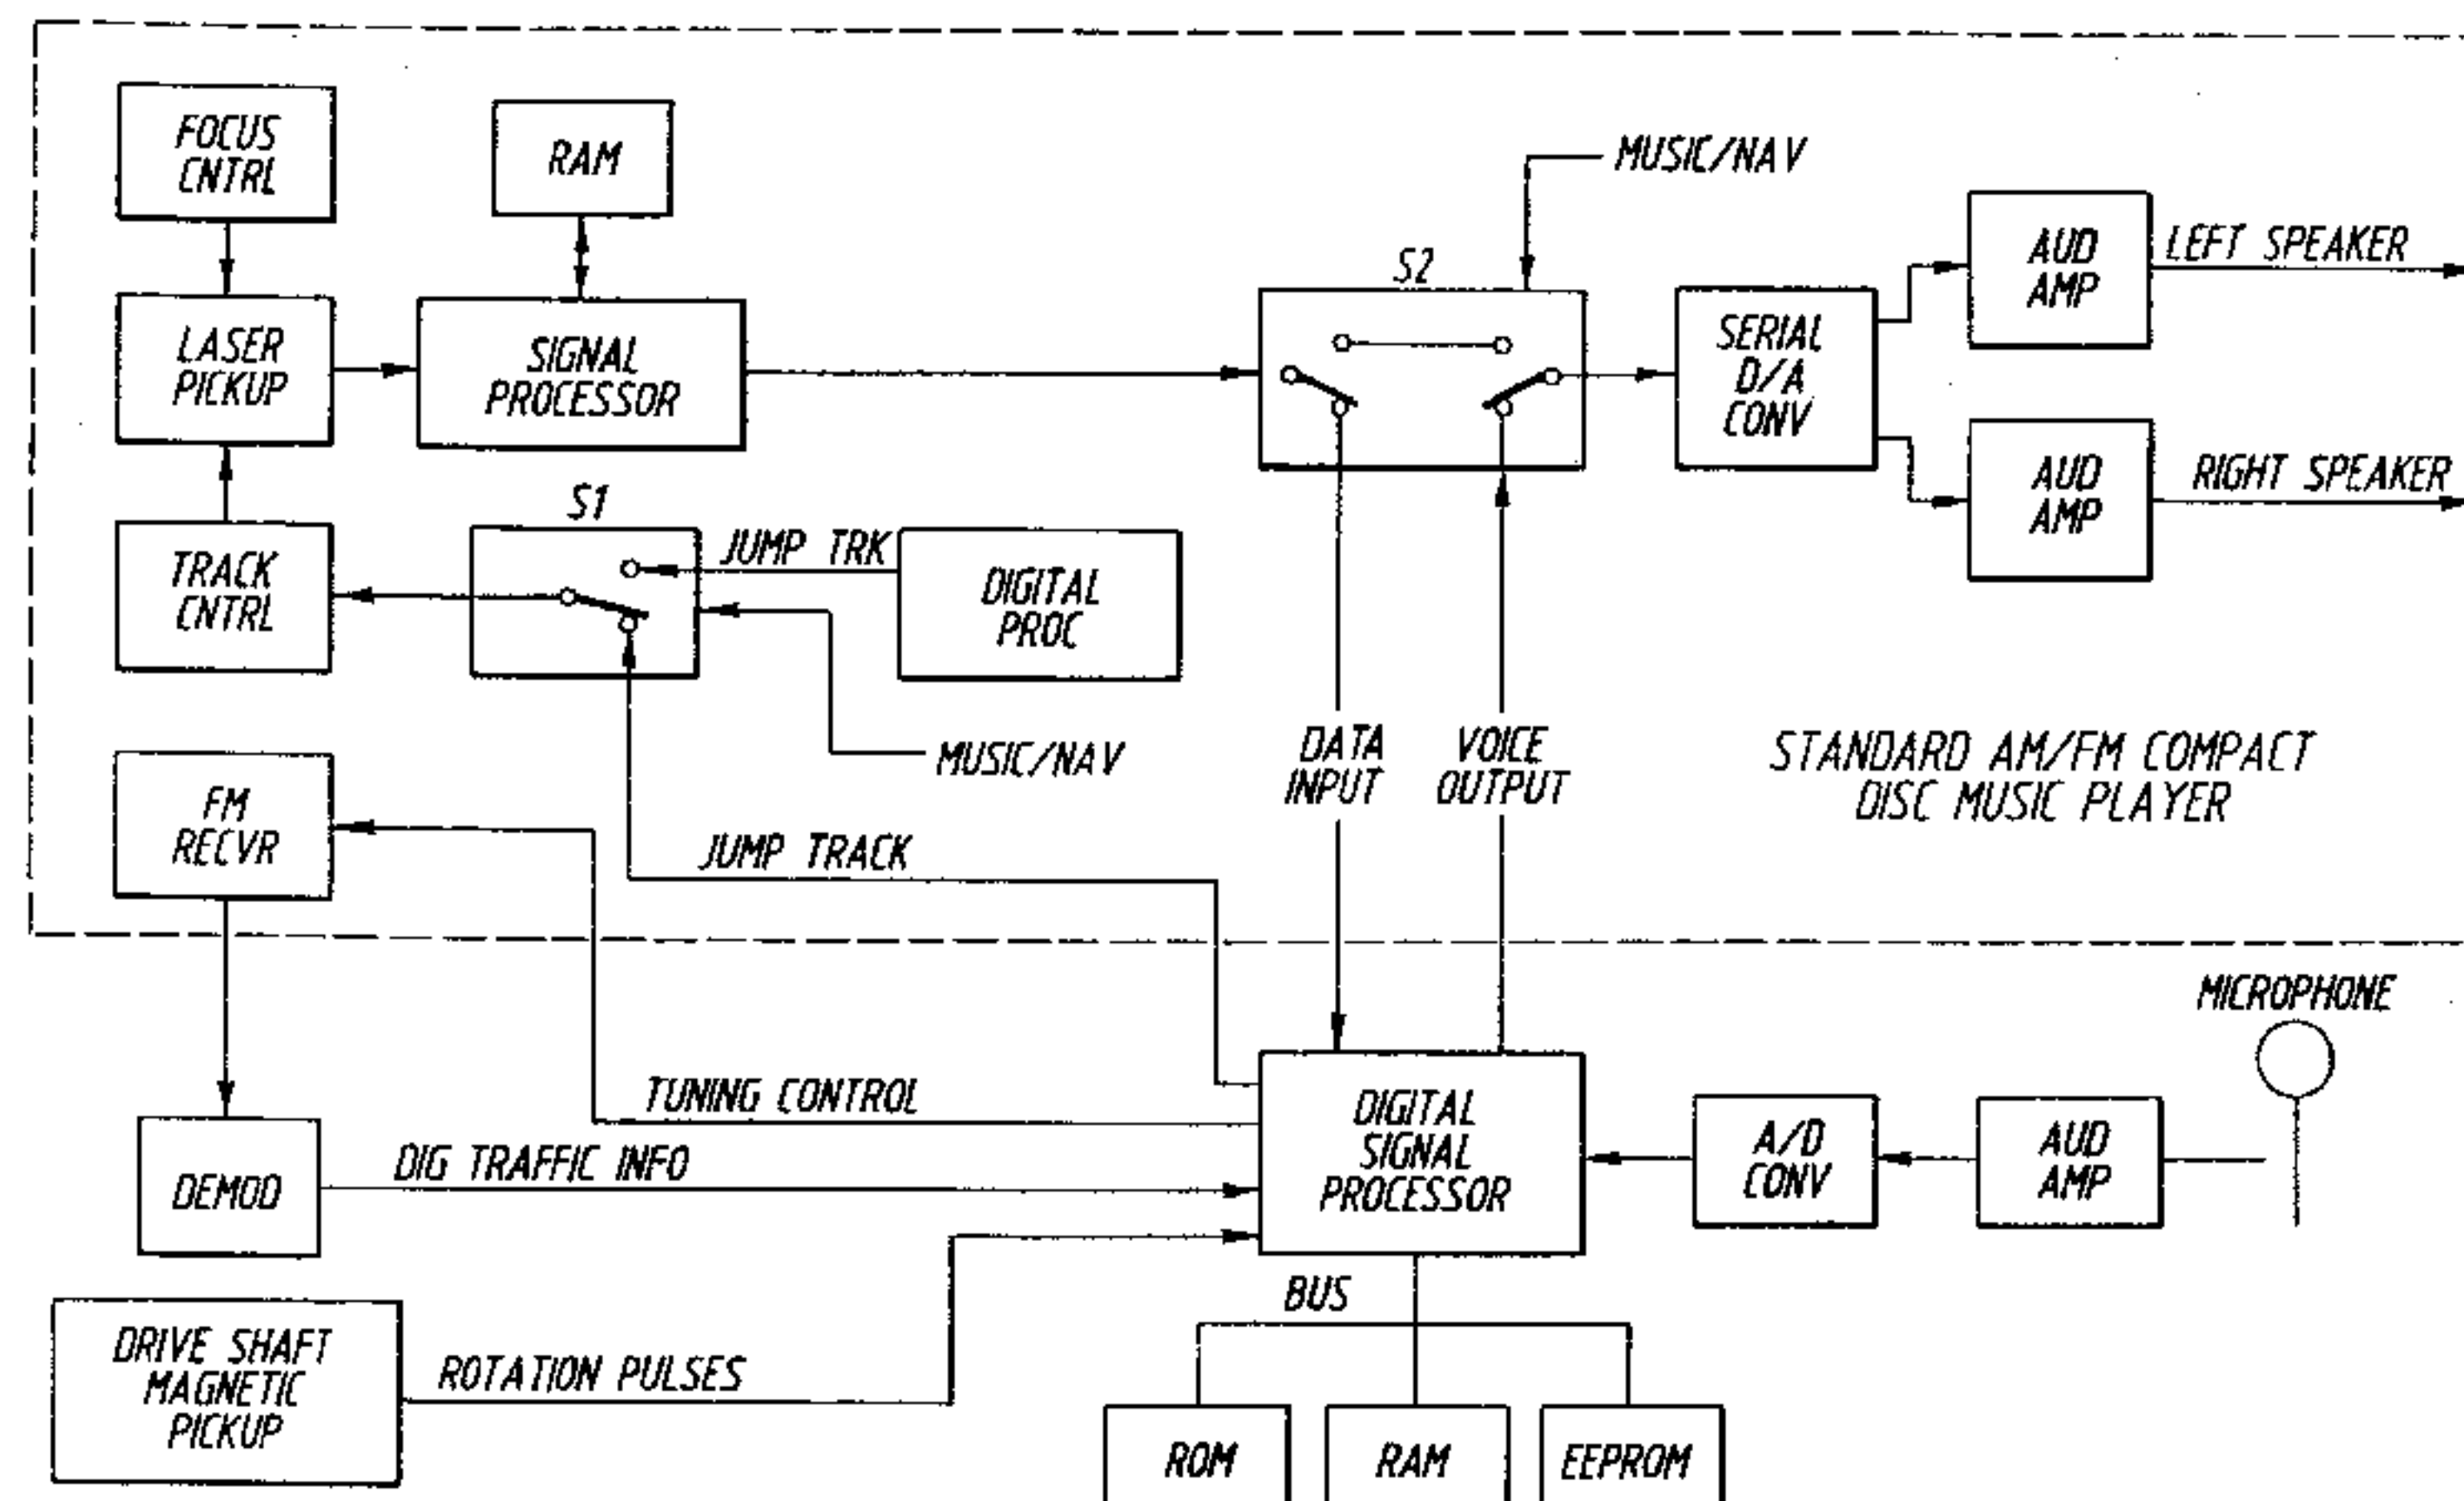 FOCUS
CNTRL
RAM
MUSIC/NAV
LASER
PICKUP
SIGNAL
PROCESSOR
S2
SERIAL
D/A
CONV
AUD
AMP
LEFT SPEAKER
AUD
AMP
RIGHT SPEAKER
TRACK
CNTRL
S1
JUMP TRK
DIGITAL
PROC
MUSIC/NAV
DATA
INPUT
VOICE
OUTPUT
STANDARD AM/FM COMPACT
DISC MUSIC PLAYER
FM
RECVR
JUMP TRACK
MICROPHONE
TUNING CONTROL
DIG TRAFFIC INFO
DEMOD
DIGITAL
SIGNAL
PROCESSOR
A/D
CONV
AUD
AMP
BUS
DRIVE SHAFT
MAGNETIC
PICKUP
ROTATION PULSES
ROM
RAM
EEPROM